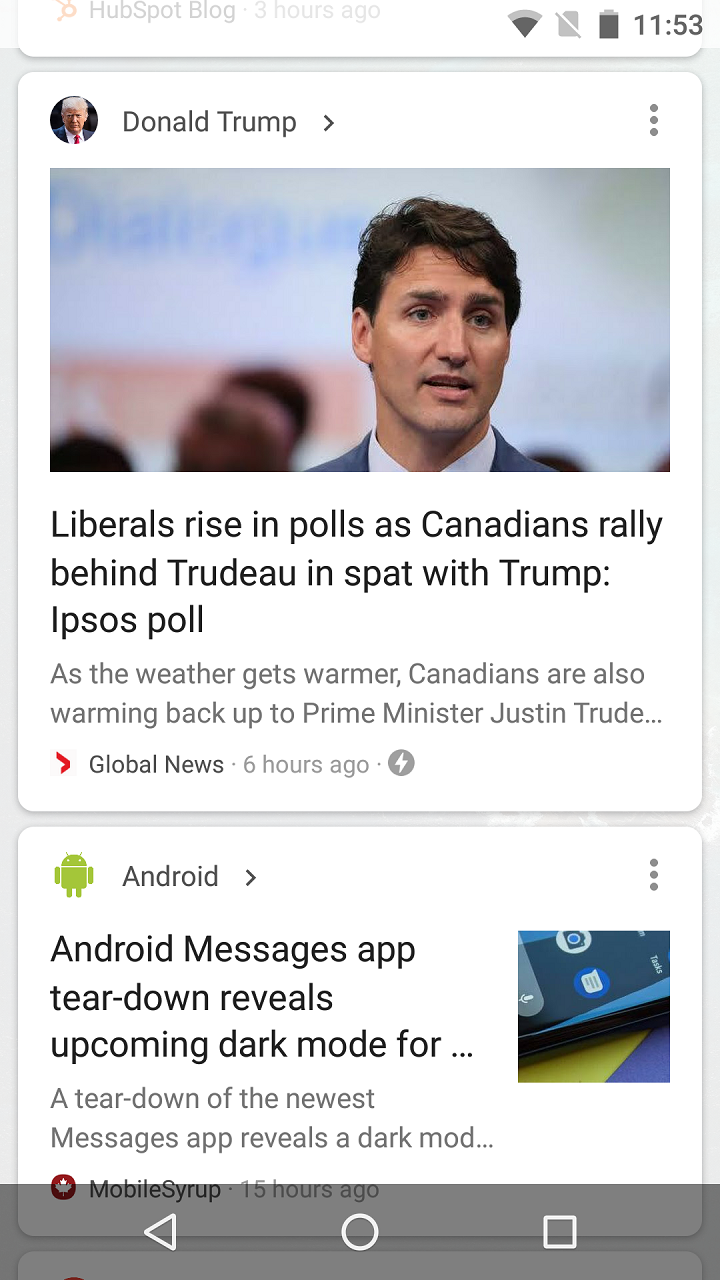 HubSpot Blog · 3 hours ago
11:53
Donald Trump
Dialogue
Liberals rise in polls as Canadians rally
behind Trudeau in spat with Trump:
Ipsos poll
As the weather gets warmer, Canadians are also
warming back up to Prime Minister Justin Trude…
Global News · 6 hours ago ·
Android
Android Messages app
tear-down reveals
upcoming dark mode for …
Tasks
A tear-down of the newest
Messages app reveals a dark mod…
MobileSyrup · 15 hours ago